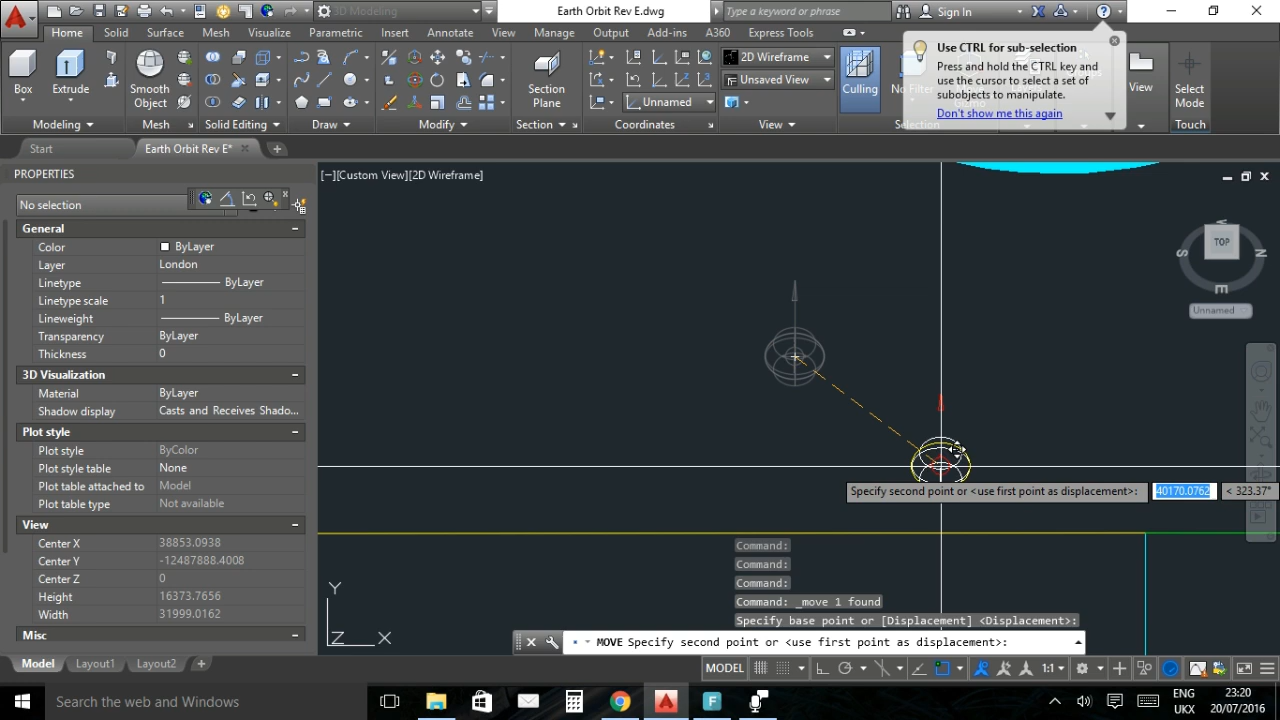 3D Modeling
Earth Orbit Rev E.dwg
Type a keyword or phrase
Sign In
Home Solid Surface Mesh Visualize Parametric Insert Annotate View Manage Output Add-ins A360 Express Tools
Use CTRL for sub-selection
Press and hold the CTRL key and
use the cursor to select a set of
subobjects to manipulate.
Don't show me this again
Box
Extrude
Smooth
Object
Section
Plane
2D Wireframe
Unsaved View
Unnamed
Culling
No Filter
View
Select
Mode
Modeling
Mesh
Solid Editing
Draw
Modify
Section
Coordinates
View
Selection
Touch
Start
Earth Orbit Rev E*
PROPERTIES
[−][Custom View][2D Wireframe]
No selection
General
Color ByLayer
Layer London
Linetype ByLayer
Linetype scale 1
Lineweight ByLayer
Transparency ByLayer
Thickness 0
3D Visualization
Material ByLayer
Shadow display Casts and Receives Shado...
Plot style
Plot style ByColor
Plot style table None
Plot table attached to Model
Plot table type Not available
View
Center X 38853.0938
Center Y -12487888.4008
Center Z 0
Height 16373.7656
Width 31999.0162
Misc
W
TOP
S
N
E
Unnamed
Specify second point or <use first point as displacement>: 40170.0762 < 323.37°
Command:
Command:
Command:
Command: _move 1 found
Specify base point or [Displacement] <Displacement>:
MOVE Specify second point or <use first point as displacement>:
Y
Z
X
Model Layout1 Layout2
MODEL
1:1
Search the web and Windows
ENG
UKX
23:20
20/07/2016